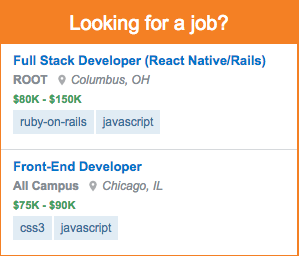 Looking for a job?
Full Stack Developer (React Native/Rails)
ROOT Columbus, OH
$80K - $150K
ruby-on-rails javascript
Front-End Developer
All Campus Chicago, IL
$75K - $90K
css3 javascript